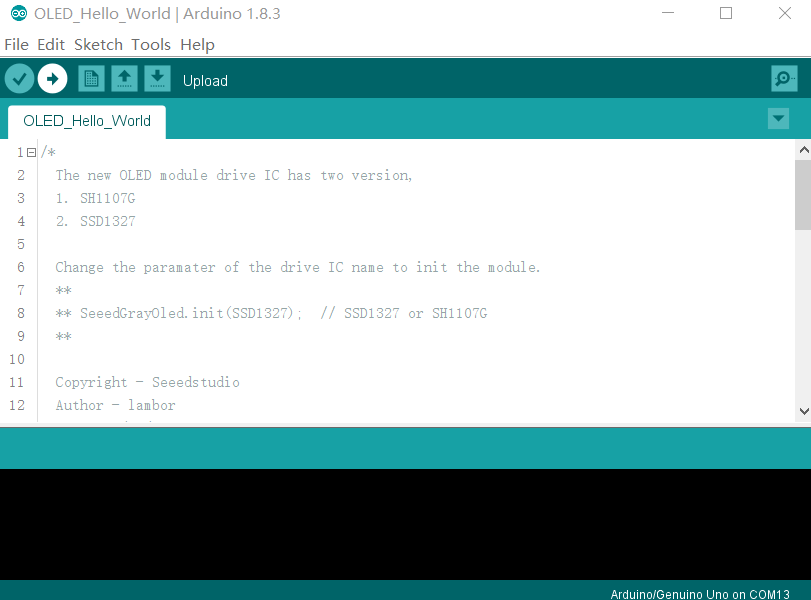 OLED_Hello_World | Arduino 1.8.3
File Edit Sketch Tools Help
Upload
OLED_Hello_World
1 /*
2 The new OLED module drive IC has two version,
3 1. SH1107G
4 2. SSD1327
5
6 Change the paramater of the drive IC name to init the module.
7 **
8 ** SeeedGrayOled.init(SSD1327); // SSD1327 or SH1107G
9 **
10
11 Copyright - Seeedstudio
12 Author - lambor
Arduino/Genuino Uno on COM13